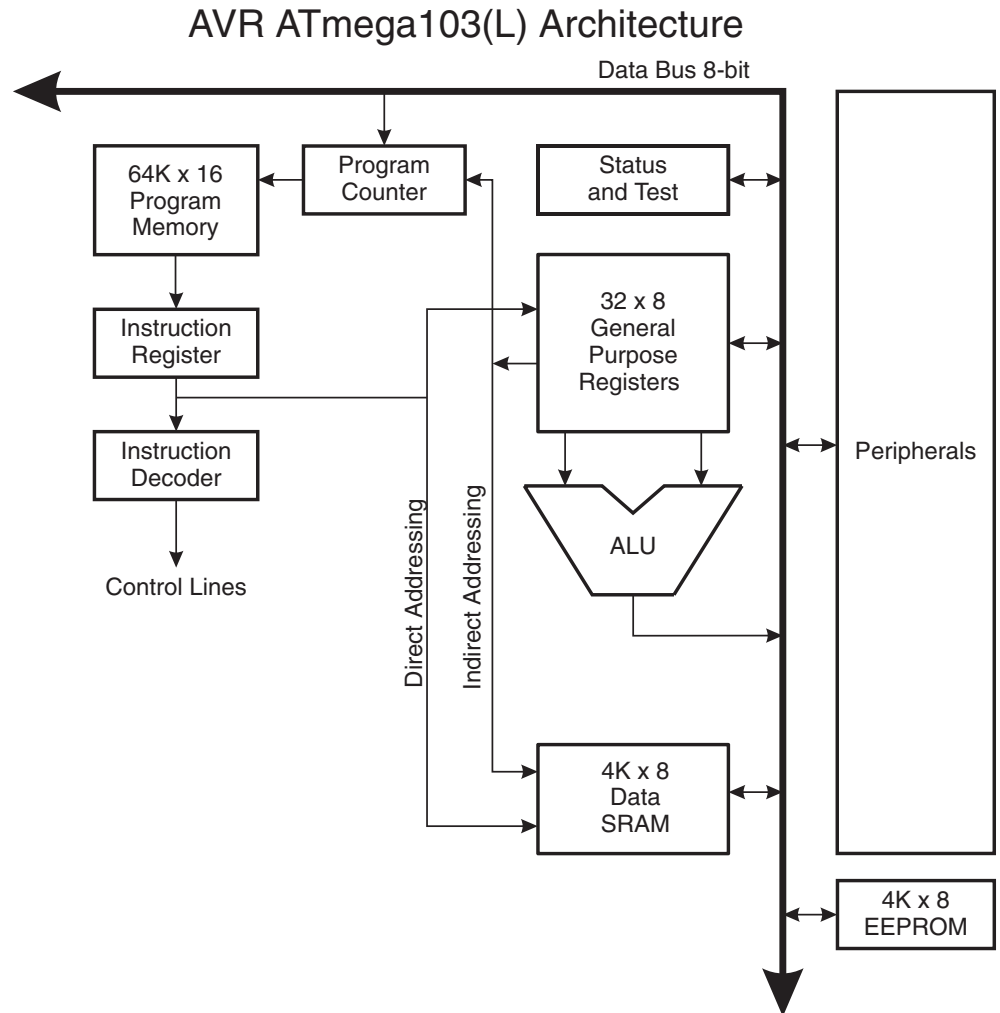 AVR ATmega103(L) Architecture
Data Bus 8-bit
64K x 16
Program
Memory
Program
Counter
Status
and Test
32 x 8
General
Purpose
Registers
Instruction
Register
Instruction
Decoder
Control Lines
Peripherals
ALU
Direct Addressing
Indirect Addressing
4K x 8
Data
SRAM
4K x 8
EEPROM